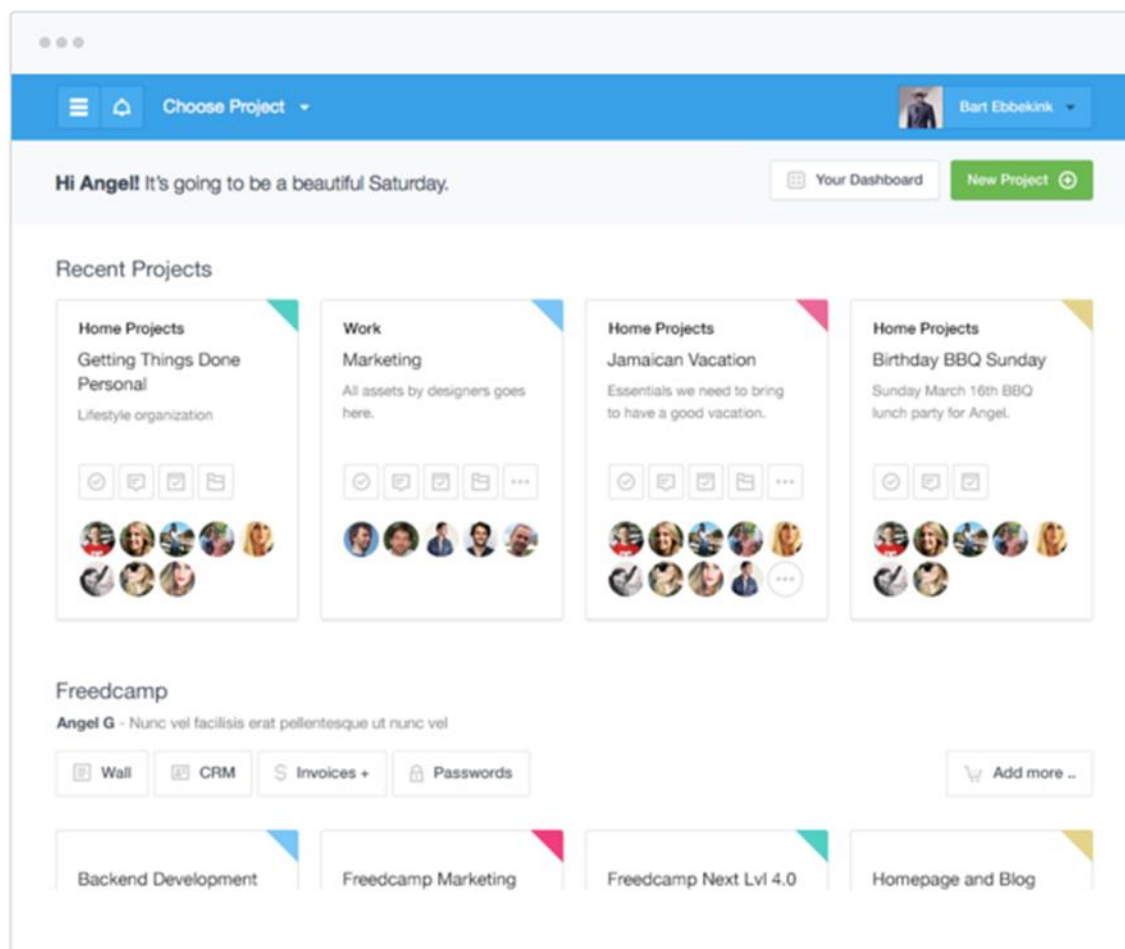 Choose Project
Bart Ebbekink
Hi Angel! It's going to be a beautiful Saturday.
Your Dashboard
New Project
Recent Projects
Home Projects
Getting Things Done
Personal
Lifestyle organization
Work
Marketing
All assets by designers goes
here.
Home Projects
Jamaican Vacation
Essentials we need to bring
to have a good vacation.
Home Projects
Birthday BBQ Sunday
Sunday March 16th BBQ
lunch party for Angel.
Freedcamp
Angel G - Nunc vel facilisis erat pellentesque ut nunc vel
Wall
CRM
Invoices +
Passwords
Add more ..
Backend Development
Freedcamp Marketing
Freedcamp Next Lvl 4.0
Homepage and Blog